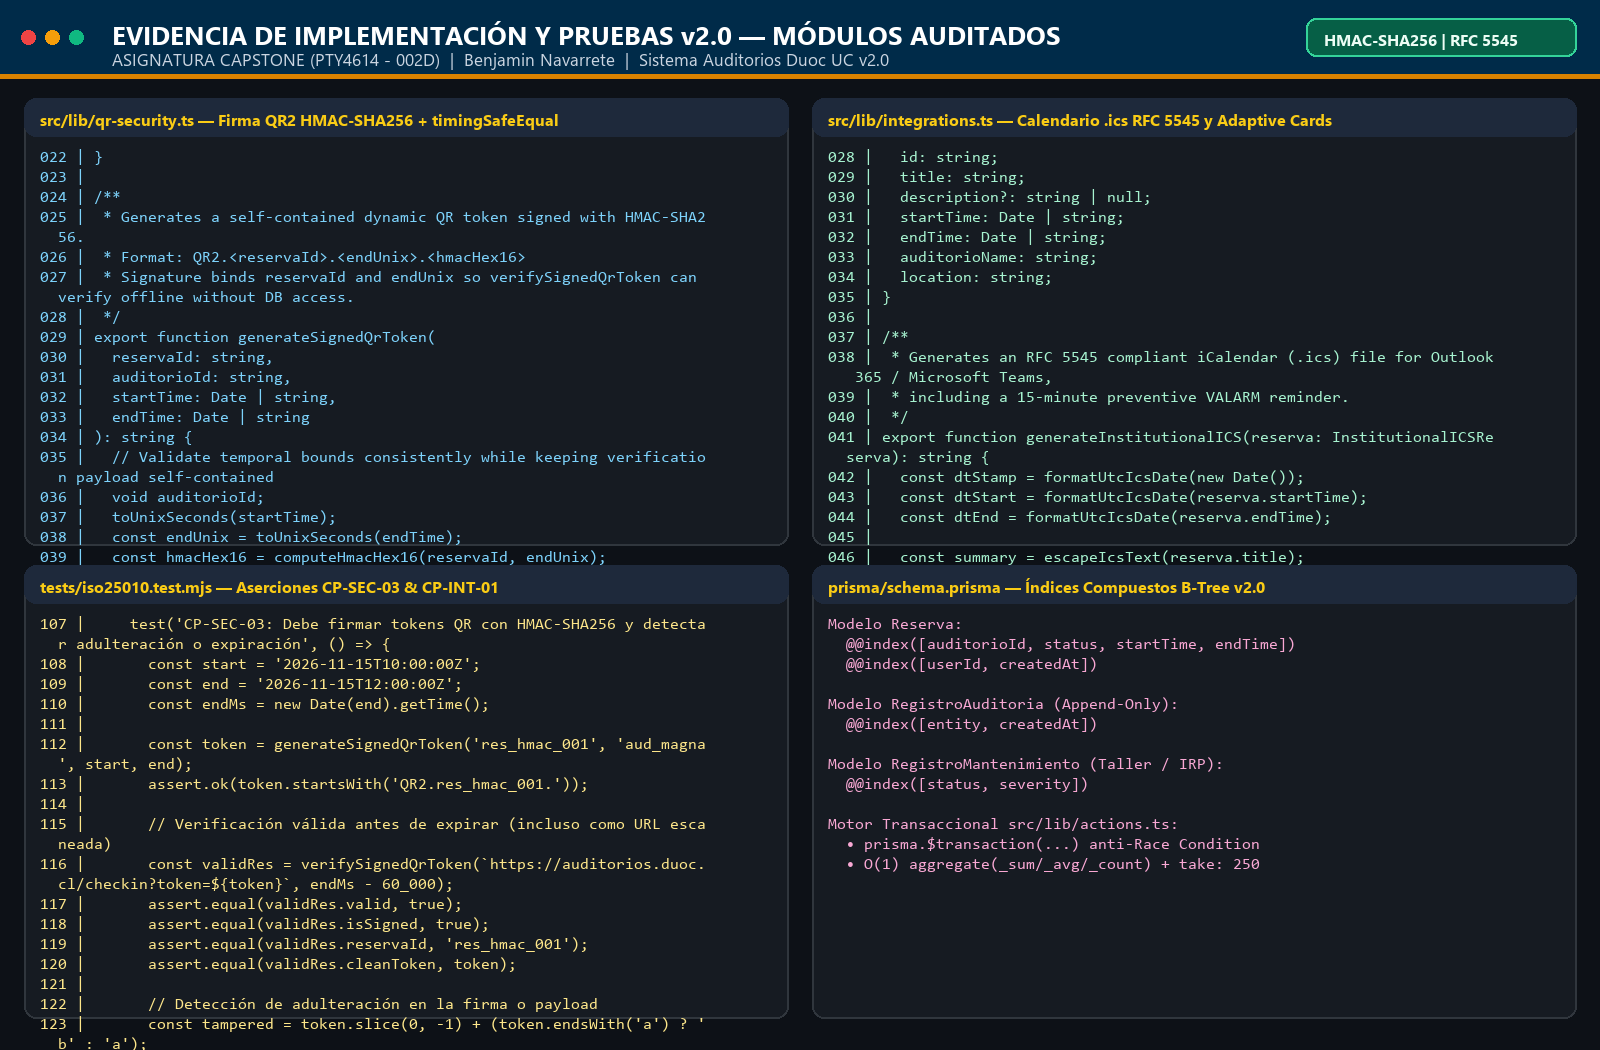 EVIDENCIA DE IMPLEMENTACIÓN Y PRUEBAS v2.0 — MÓDULOS AUDITADOS
ASIGNATURA CAPSTONE (PTY4614 - 002D) | Benjamin Navarrete | Sistema Auditorios Duoc UC v2.0
HMAC-SHA256 | RFC 5545
src/lib/qr-security.ts — Firma QR2 HMAC-SHA256 + timingSafeEqual
022 | }
023 |
024 | /**
025 |  * Generates a self-contained dynamic QR token signed with HMAC-SHA2
56.
026 |  * Format: QR2.<reservaId>.<endUnix>.<hmacHex16>
027 |  * Signature binds reservaId and endUnix so verifySignedQrToken can
verify offline without DB access.
028 |  */
029 | export function generateSignedQrToken(
030 |   reservaId: string,
031 |   auditorioId: string,
032 |   startTime: Date | string,
033 |   endTime: Date | string
034 | ): string {
035 |   // Validate temporal bounds consistently while keeping verificatio
n payload self-contained
036 |   void auditorioId;
037 |   toUnixSeconds(startTime);
038 |   const endUnix = toUnixSeconds(endTime);
039 |   const hmacHex16 = computeHmacHex16(reservaId, endUnix);
src/lib/integrations.ts — Calendario .ics RFC 5545 y Adaptive Cards
028 |   id: string;
029 |   title: string;
030 |   description?: string | null;
031 |   startTime: Date | string;
032 |   endTime: Date | string;
033 |   auditorioName: string;
034 |   location: string;
035 | }
036 |
037 | /**
038 |  * Generates an RFC 5545 compliant iCalendar (.ics) file for Outlook
365 / Microsoft Teams,
039 |  * including a 15-minute preventive VALARM reminder.
040 |  */
041 | export function generateInstitutionalICS(reserva: InstitutionalICSRe
serva): string {
042 |   const dtStamp = formatUtcIcsDate(new Date());
043 |   const dtStart = formatUtcIcsDate(reserva.startTime);
044 |   const dtEnd = formatUtcIcsDate(reserva.endTime);
045 |
046 |   const summary = escapeIcsText(reserva.title);
tests/iso25010.test.mjs — Aserciones CP-SEC-03 & CP-INT-01
107 |     test('CP-SEC-03: Debe firmar tokens QR con HMAC-SHA256 y detecta
r adulteración o expiración', () => {
108 |       const start = '2026-11-15T10:00:00Z';
109 |       const end = '2026-11-15T12:00:00Z';
110 |       const endMs = new Date(end).getTime();
111 |
112 |       const token = generateSignedQrToken('res_hmac_001', 'aud_magna
', start, end);
113 |       assert.ok(token.startsWith('QR2.res_hmac_001.'));
114 |
115 |       // Verificación válida antes de expirar (incluso como URL esca
neada)
116 |       const validRes = verifySignedQrToken(`https://auditorios.duoc.
cl/checkin?token=${token}`, endMs - 60_000);
117 |       assert.equal(validRes.valid, true);
118 |       assert.equal(validRes.isSigned, true);
119 |       assert.equal(validRes.reservaId, 'res_hmac_001');
120 |       assert.equal(validRes.cleanToken, token);
121 |
122 |       // Detección de adulteración en la firma o payload
123 |       const tampered = token.slice(0, -1) + (token.endsWith('a') ? '
b' : 'a');
prisma/schema.prisma — Índices Compuestos B-Tree v2.0
Modelo Reserva:
@@index([auditorioId, status, startTime, endTime])
@@index([userId, createdAt])
Modelo RegistroAuditoria (Append-Only):
@@index([entity, createdAt])
Modelo RegistroMantenimiento (Taller / IRP):
@@index([status, severity])
Motor Transaccional src/lib/actions.ts:
• prisma.$transaction(...) anti-Race Condition
• O(1) aggregate(_sum/_avg/_count) + take: 250